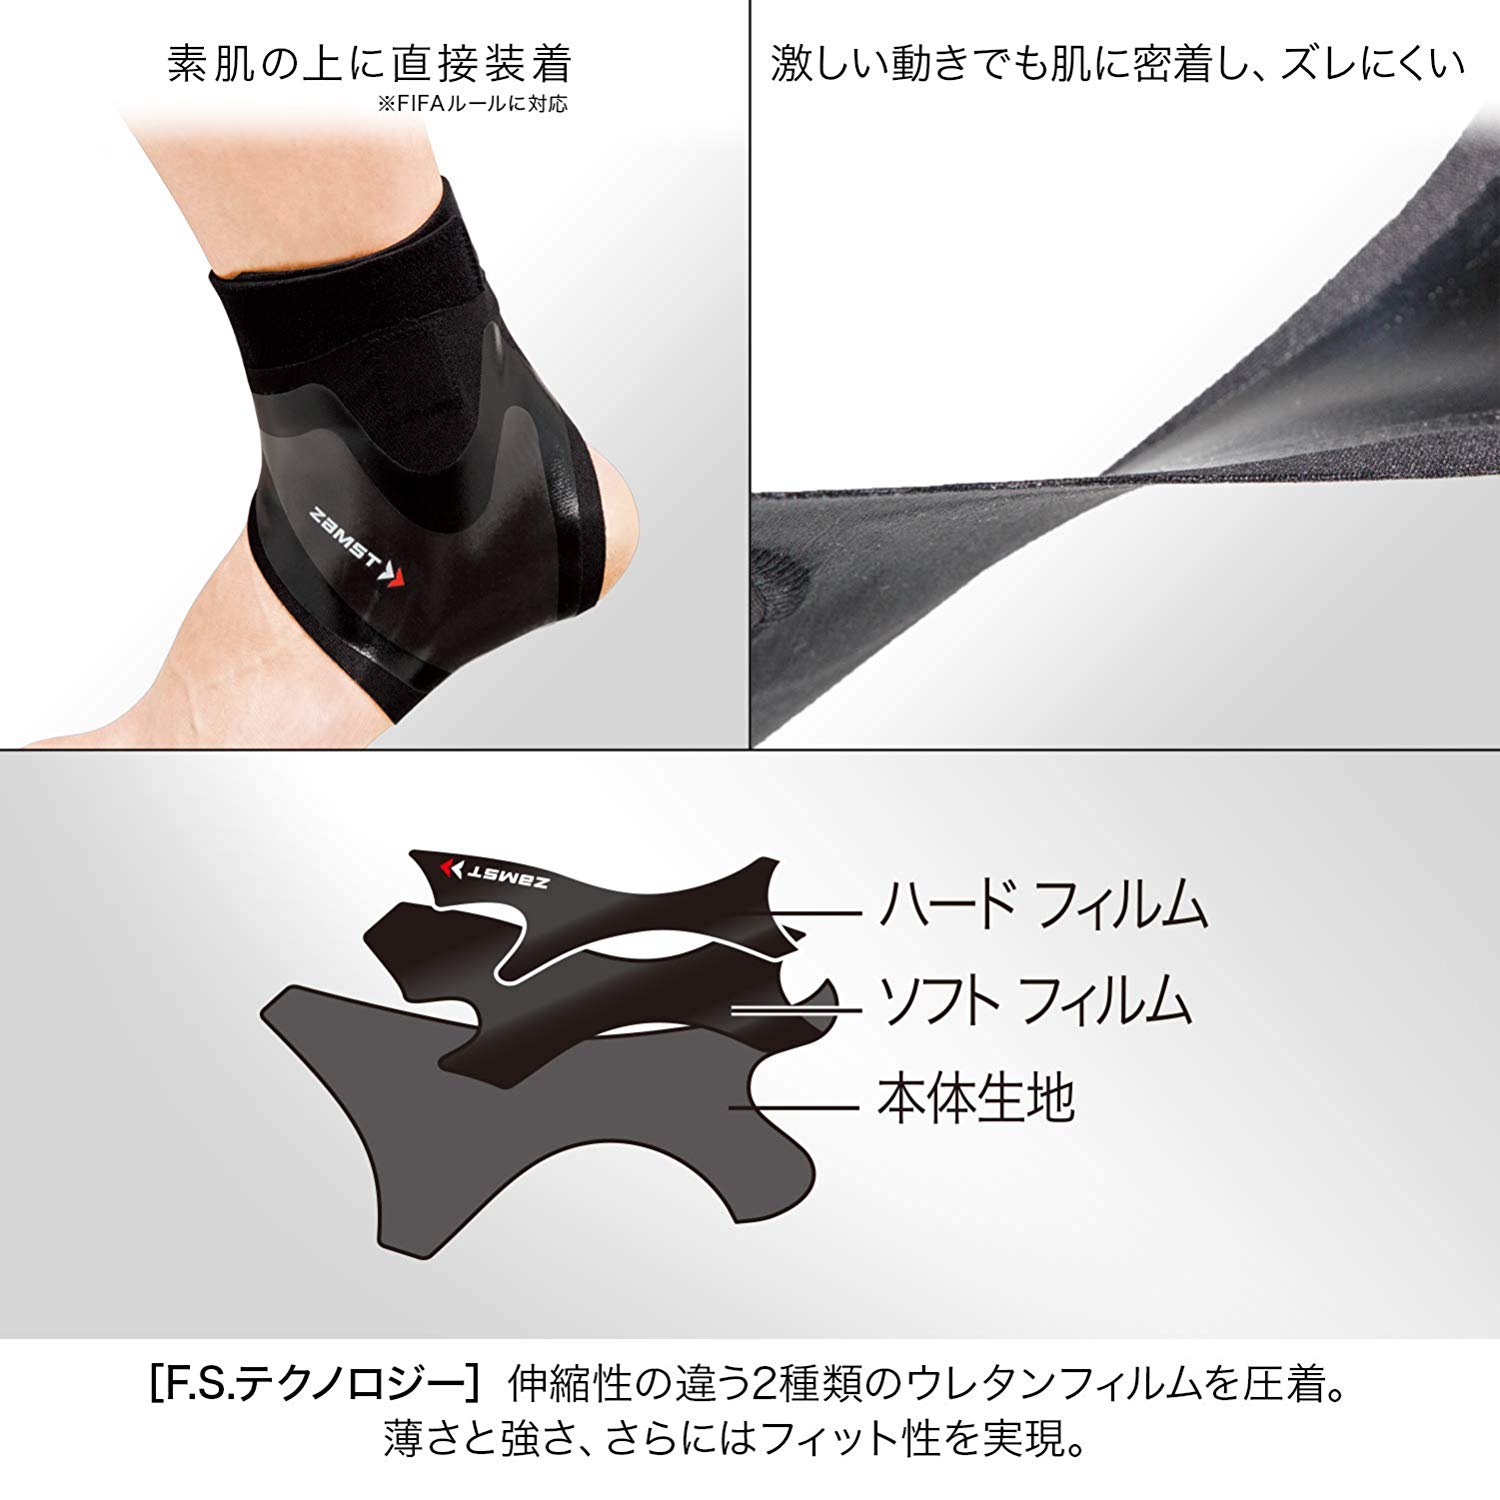 素肌の上に直接装着
※FIFAルールに対応
激しい動きでも肌に密着し、ズレにくい
ZAMST
ZAMST
ハード フィルム
ソフト フィルム
本体生地
［F.S.テクノロジー］ 伸縮性の違う2種類のウレタンフィルムを圧着。
薄さと強さ、さらにはフィット性を実現。